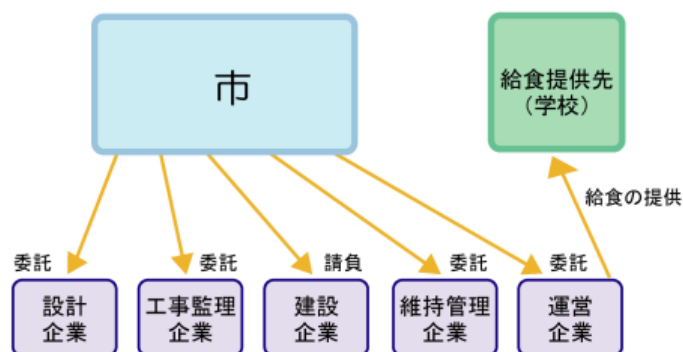 市
給食提供先
（学校）
給食の提供
委託
委託
請負
委託
委託
設計
企業
工事監理
企業
建設
企業
維持管理
企業
運営
企業